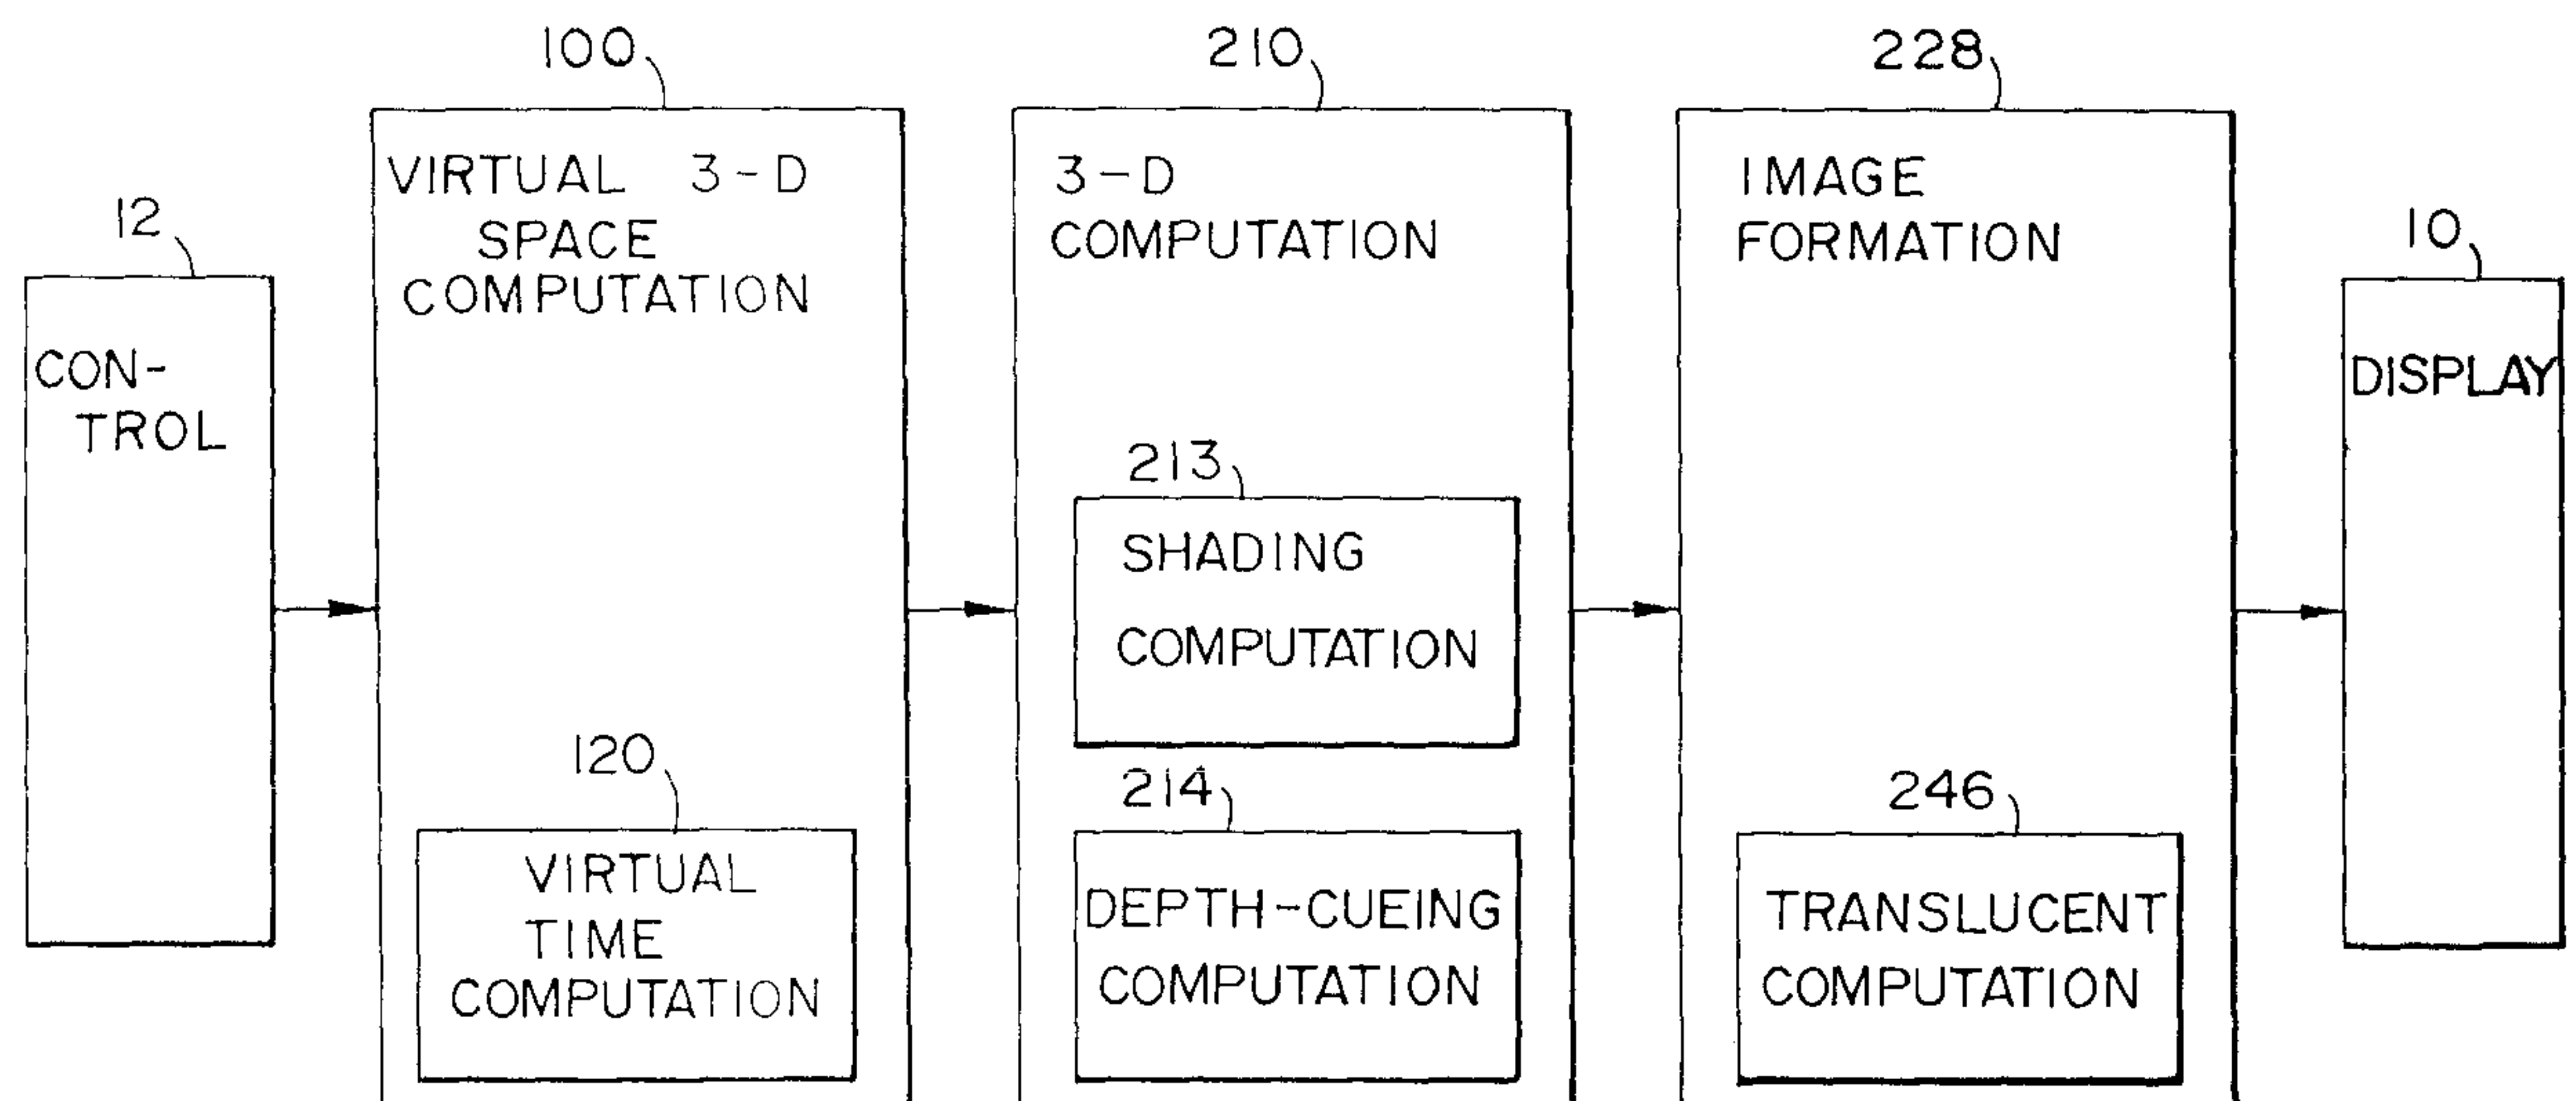 100
210
228
12
10
VIRTUAL 3-D
SPACE
COMPUTATION
3-D
COMPUTATION
IMAGE
FORMATION
CON-
TROL
DISPLAY
213
SHADING
COMPUTATION
120
VIRTUAL
TIME
COMPUTATION
214
DEPTH-CUEING
COMPUTATION
246
TRANSLUCENT
COMPUTATION